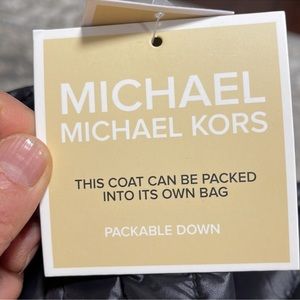 MICHAEL
MICHAEL KORS
THIS COAT CAN BE PACKED
INTO ITS OWN BAG
PACKABLE DOWN